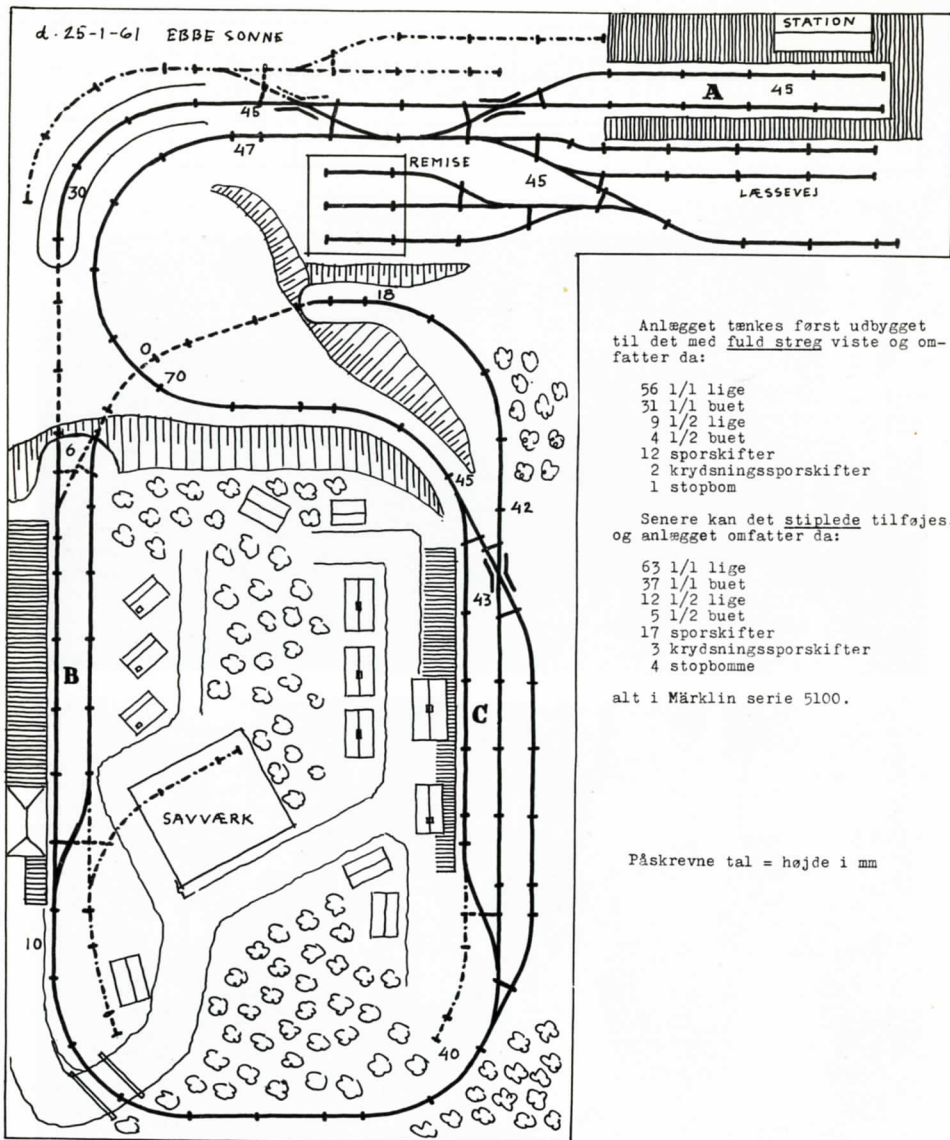 d. 25-1-61 EBBE SONNE
STATION
A
45
46
47
30
REMISE
45
LÆSSEVEJ
18
0
70
6
45
42
43
B
C
SAVVÆRK
10
40
Anlægget tænkes først udbygget
til det med fuld streg viste og om-
fatter da:
56 1/1 lige
31 1/1 buet
9 1/2 lige
4 1/2 buet
12 sporskifter
2 krydsningssporskifter
1 stopbom
Senere kan det stiplede tilføjes
og anlægget omfatter da:
63 1/1 lige
37 1/1 buet
12 1/2 lige
5 1/2 buet
17 sporskifter
3 krydsningssporskifter
4 stopbomme
alt i Märklin serie 5100.
Påskrevne tal = højde i mm